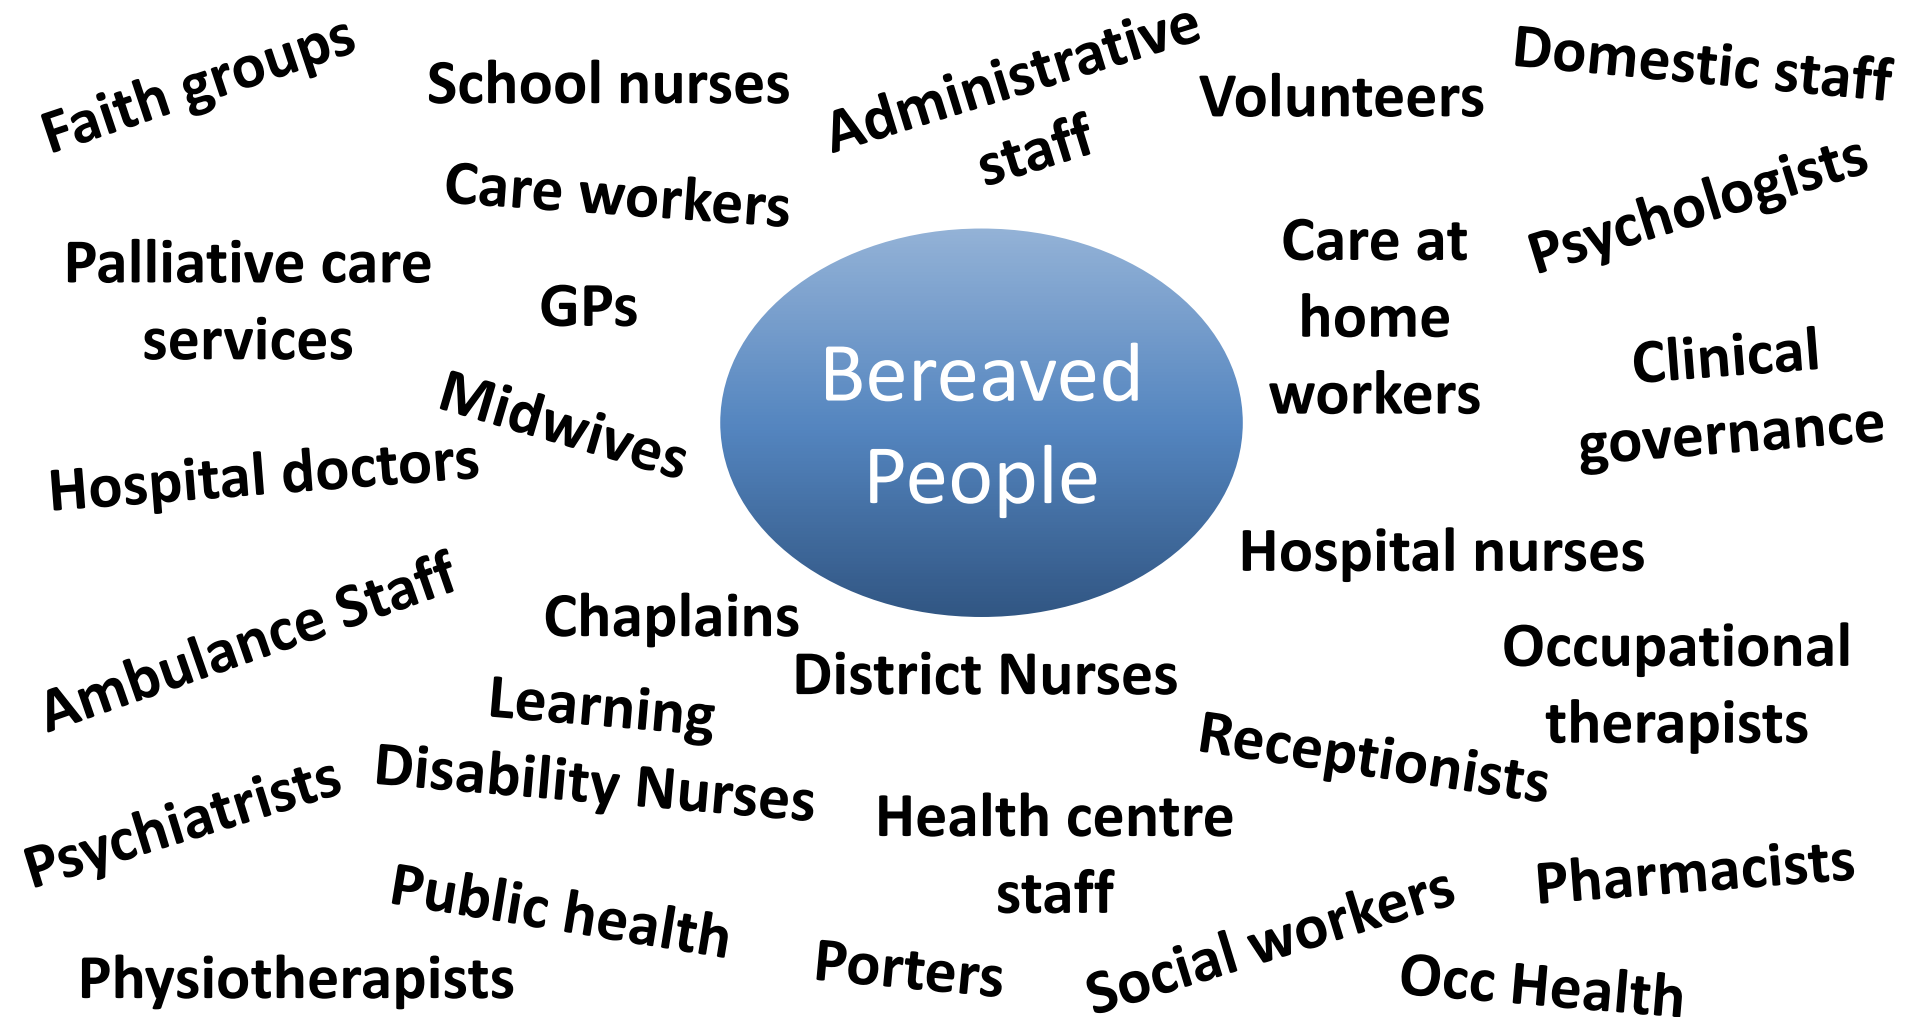 Faith groups
School nurses
Administrative
staff
Volunteers
Domestic staff
Care workers
Psychologists
Palliative care
services
GPs
Care at
home
workers
Clinical
governance
Bereaved
People
Midwives
Hospital doctors
Hospital nurses
Ambulance Staff
Chaplains
District Nurses
Occupational
therapists
Learning
Disability Nurses
Receptionists
Psychiatrists
Health centre
staff
Pharmacists
Public health
Social workers
Physiotherapists
Porters
Occ Health